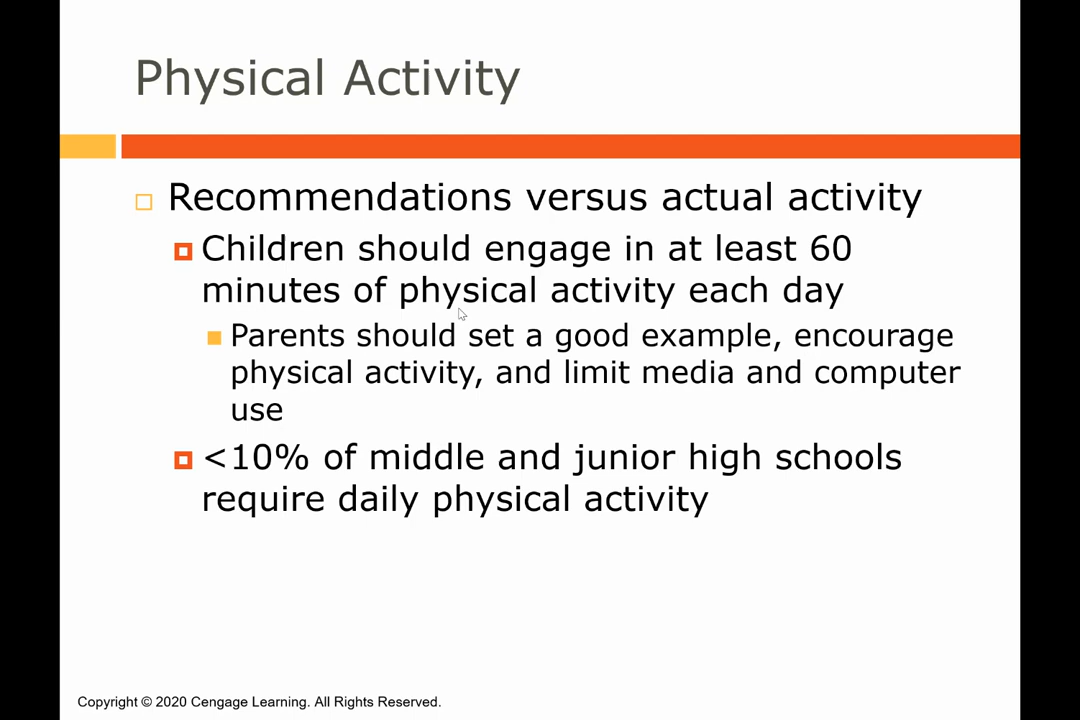 Physical Activity
Recommendations versus actual activity
Children should engage in at least 60
minutes of physical activity each day
Parents should set a good example, encourage
physical activity, and limit media and computer
use
<10% of middle and junior high schools
require daily physical activity
Copyright © 2020 Cengage Learning. All Rights Reserved.